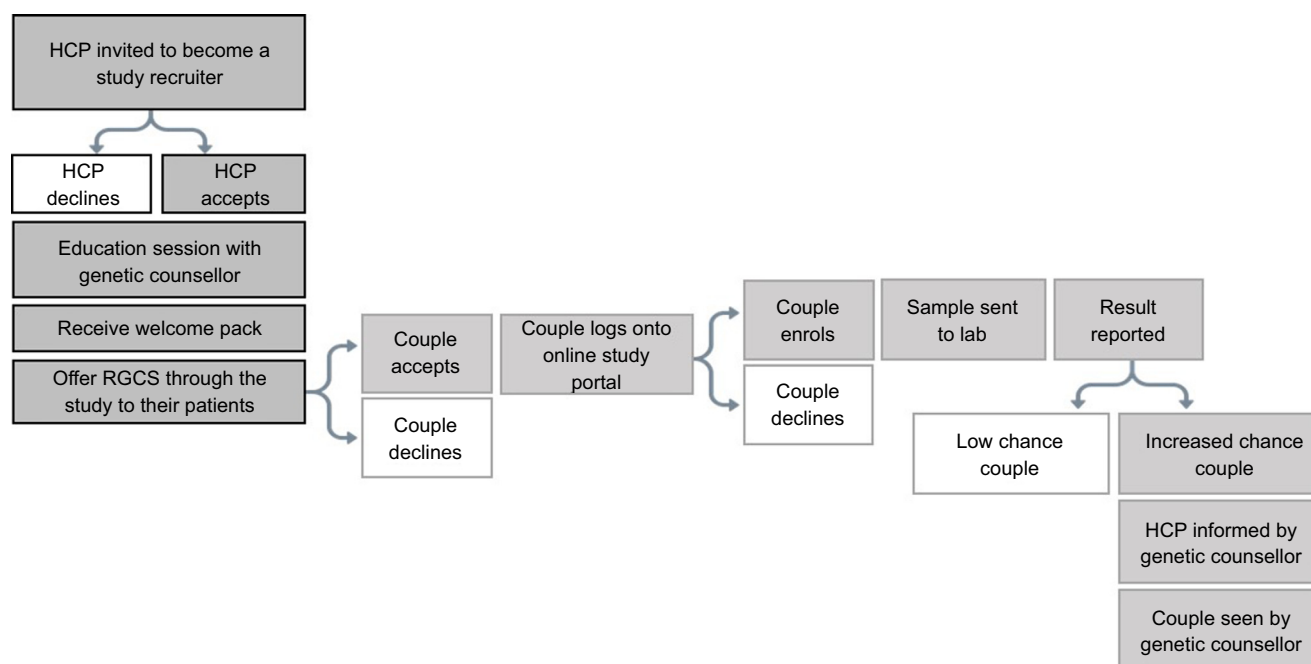 HCP invited to become a
study recruiter
HCP
declines
HCP
accepts
Education session with
genetic counsellor
Receive welcome pack
Offer RGCS through the
study to their patients
Couple
accepts
Couple
declines
Couple logs onto
online study
portal
Couple
enrols
Couple
declines
Sample sent
to lab
Result
reported
Low chance
couple
Increased chance
couple
HCP informed by
genetic counsellor
Couple seen by
genetic counsellor